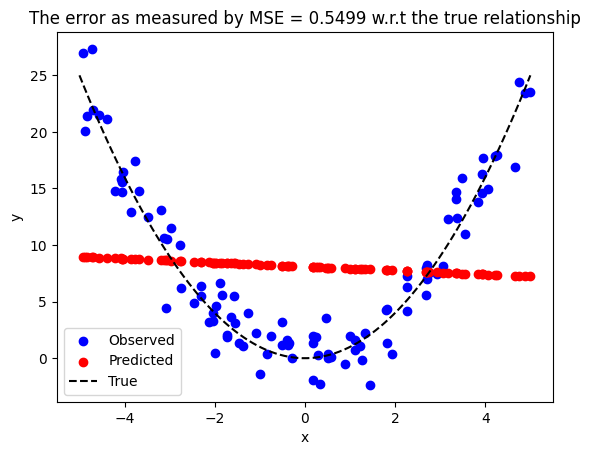 The error as measured by MSE = 0.5499 w.r.t the true relationship
25
20
15
10
5
0
y
Observed
Predicted
True
−4
−2
0
2
4
x